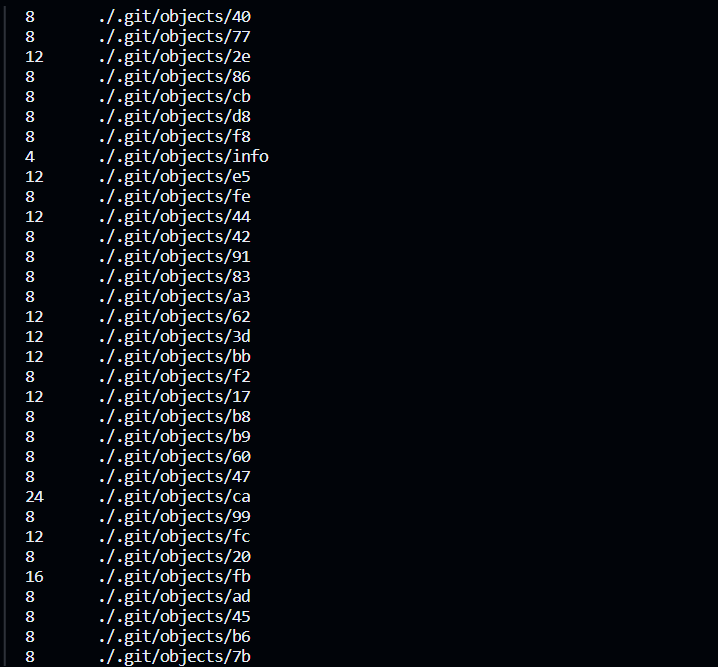 8 ./.git/objects/40
8 ./.git/objects/77
12 ./.git/objects/2e
8 ./.git/objects/86
8 ./.git/objects/cb
8 ./.git/objects/d8
8 ./.git/objects/f8
4 ./.git/objects/info
12 ./.git/objects/e5
8 ./.git/objects/fe
12 ./.git/objects/44
8 ./.git/objects/42
8 ./.git/objects/91
8 ./.git/objects/83
8 ./.git/objects/a3
12 ./.git/objects/62
12 ./.git/objects/3d
12 ./.git/objects/bb
8 ./.git/objects/f2
12 ./.git/objects/17
8 ./.git/objects/b8
8 ./.git/objects/b9
8 ./.git/objects/60
8 ./.git/objects/47
24 ./.git/objects/ca
8 ./.git/objects/99
12 ./.git/objects/fc
8 ./.git/objects/20
16 ./.git/objects/fb
8 ./.git/objects/ad
8 ./.git/objects/45
8 ./.git/objects/b6
8 ./.git/objects/7b